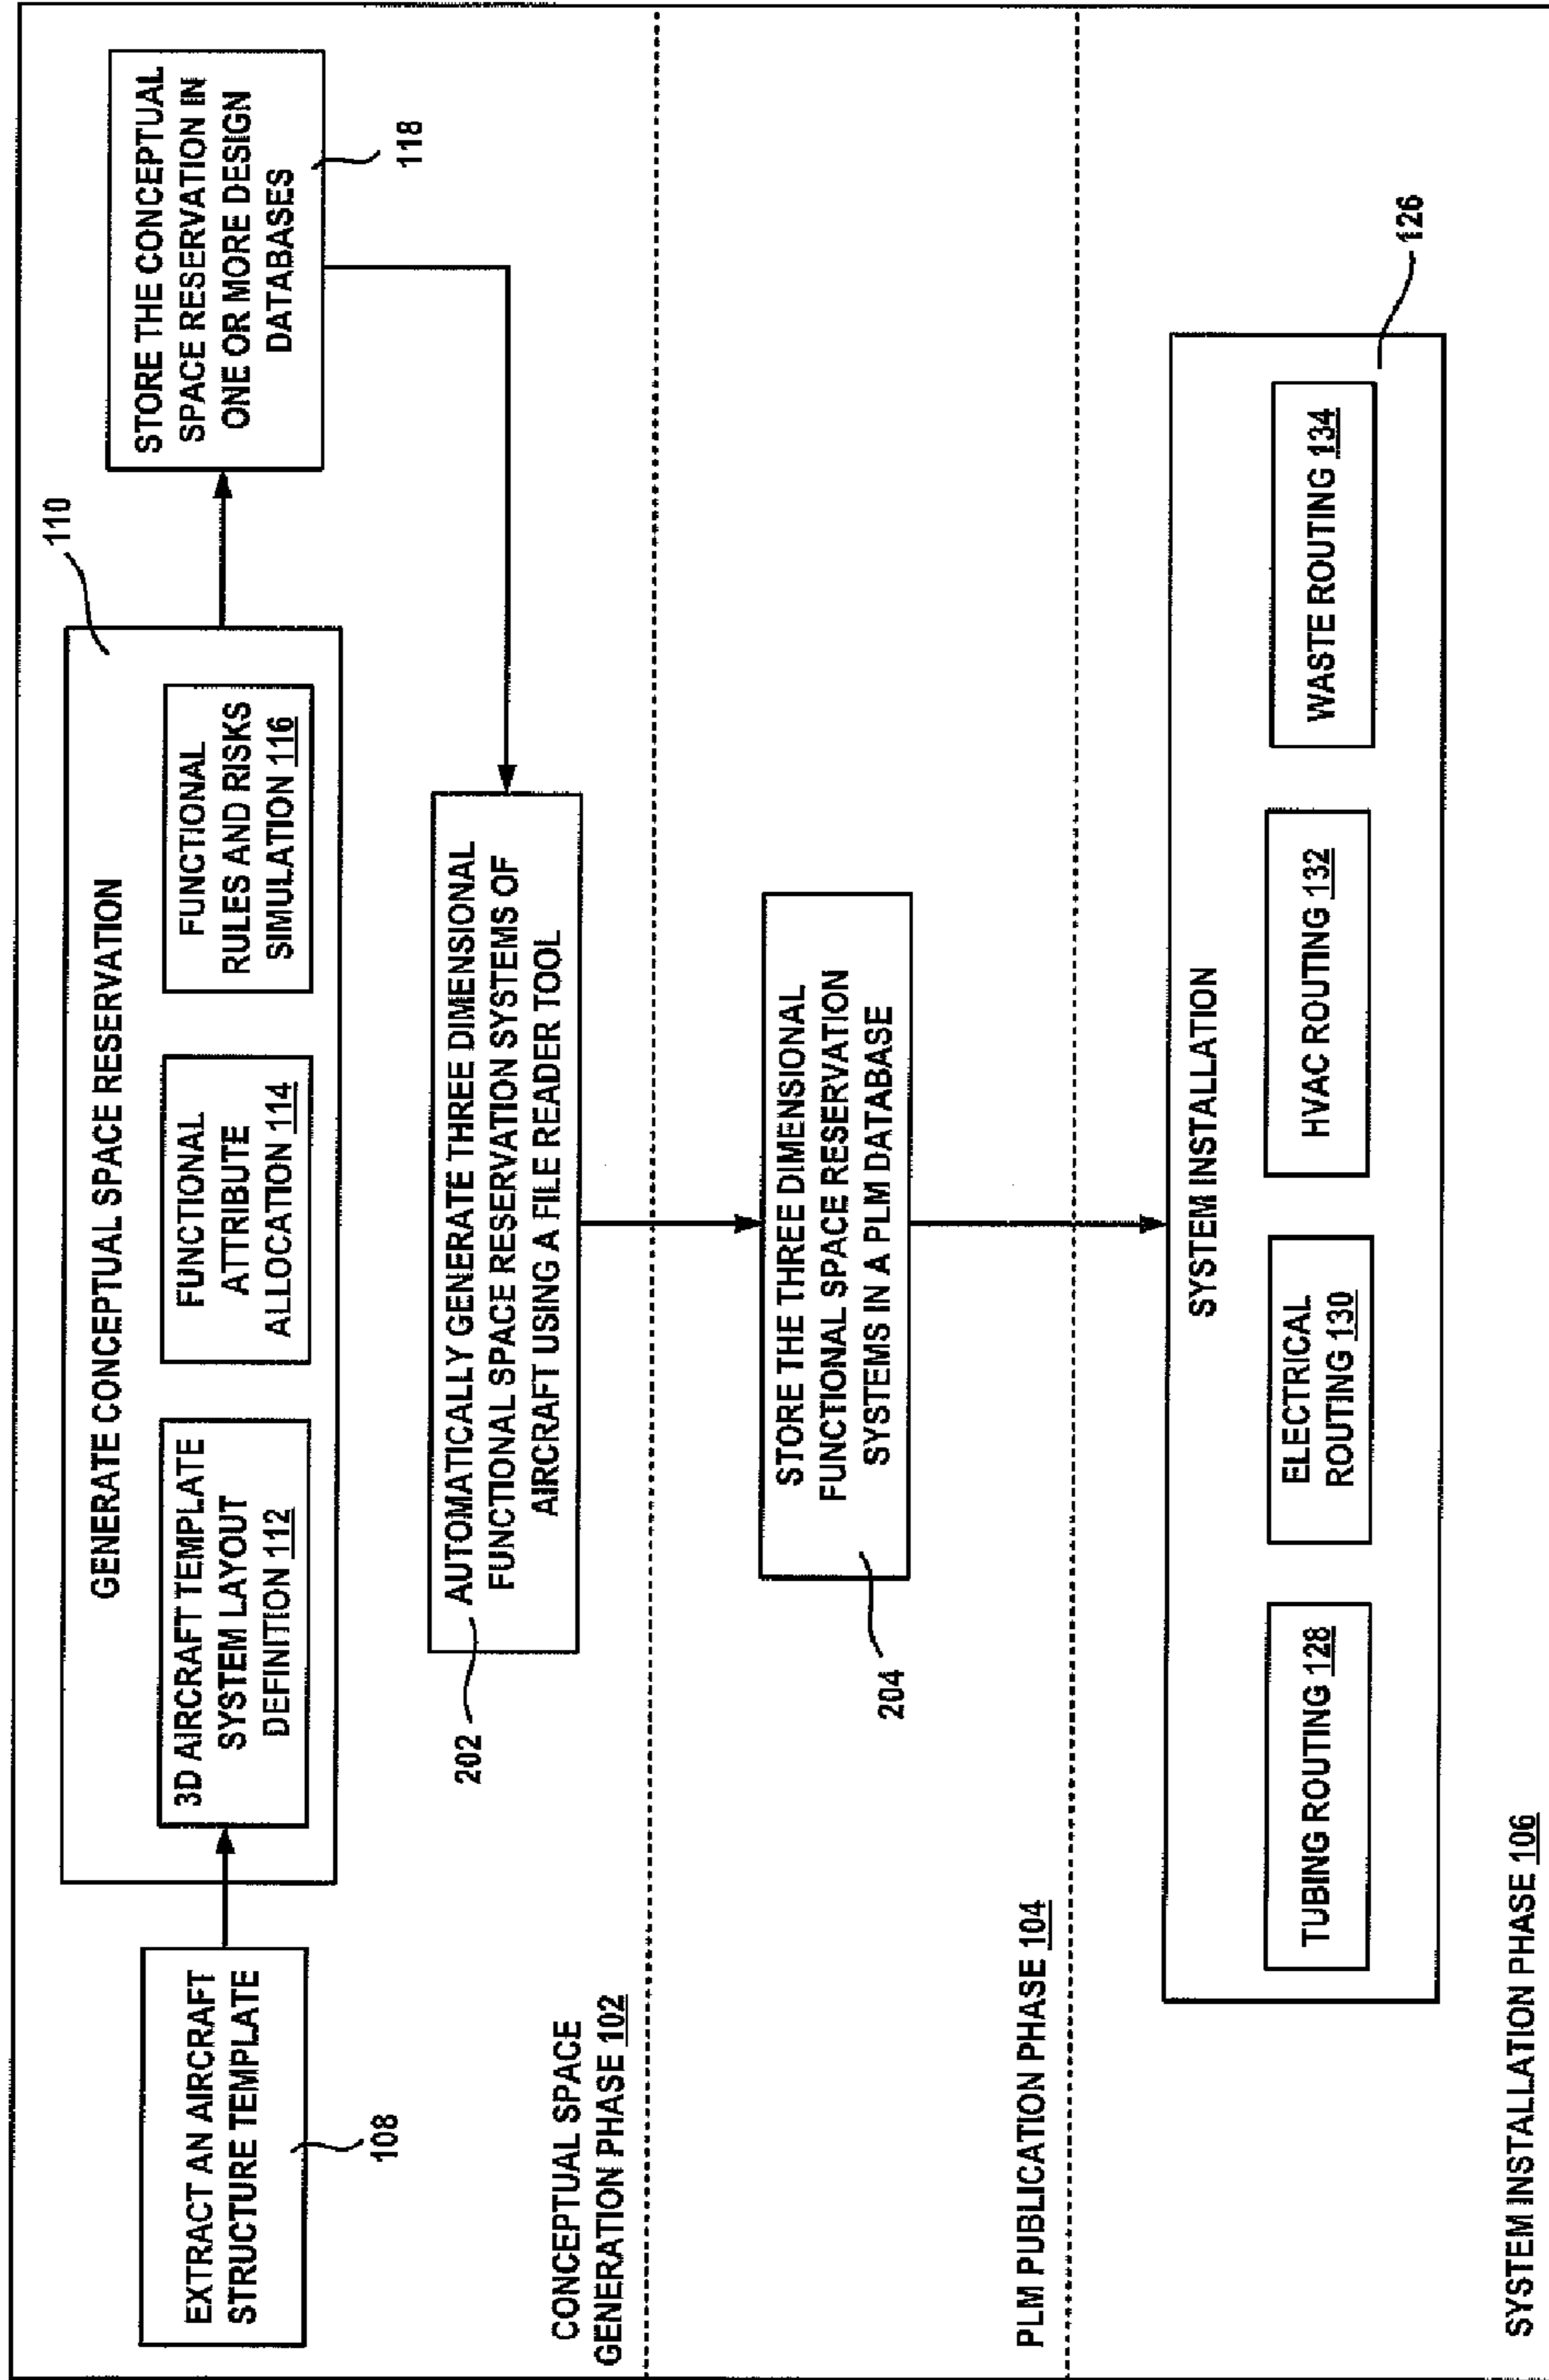 EXTRACT AN AIRCRAFT
STRUCTURE TEMPLATE
108
GENERATE CONCEPTUAL SPACE RESERVATION
110
3D AIRCRAFT TEMPLATE
SYSTEM LAYOUT
DEFINITION 112
FUNCTIONAL
ATTRIBUTE
ALLOCATION 114
FUNCTIONAL
RULES AND RISKS
SIMULATION 116
STORE THE CONCEPTUAL
SPACE RESERVATION IN
ONE OR MORE DESIGN
DATABASES
118
202
AUTOMATICALLY GENERATE THREE DIMENSIONAL
FUNCTIONAL SPACE RESERVATION SYSTEMS OF
AIRCRAFT USING A FILE READER TOOL
CONCEPTUAL SPACE
GENERATION PHASE 102
STORE THE THREE DIMENSIONAL
FUNCTIONAL SPACE RESERVATION
SYSTEMS IN A PLM DATABASE
204
PLM PUBLICATION PHASE 104
SYSTEM INSTALLATION
126
TUBING ROUTING 128
ELECTRICAL
ROUTING 130
HVAC ROUTING 132
WASTE ROUTING 134
SYSTEM INSTALLATION PHASE 106